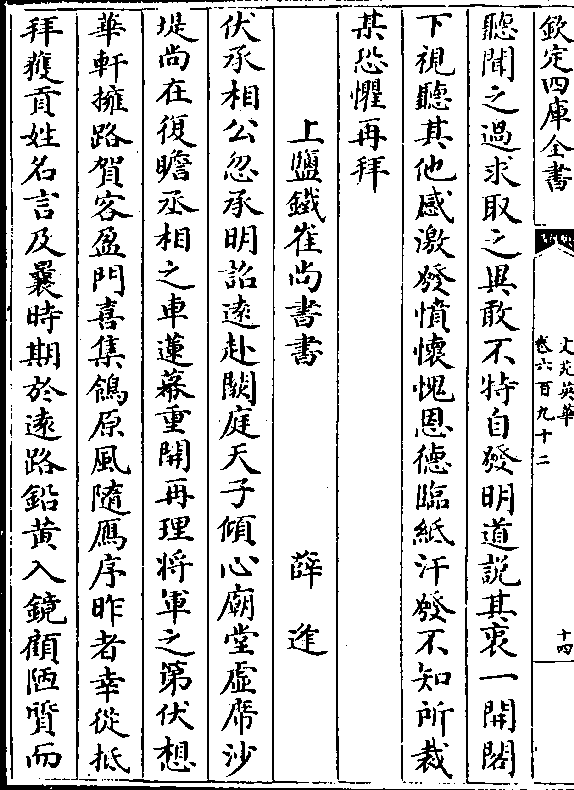 欽定四庫全書
文苑英華
卷六百九十二
十四
聽聞之過求取之異敢不特自發明道説其衷一開閤
下視聽其他感激發憤懷愧恩德臨紙汗發不知所裁
某恐懼再拜
上鹽鐵崔尚書書
薛逢
伏承相公忽承明詔逺赴闕庭天子傾心廟堂虚席沙
堤尚在復瞻丞相之車蓮幕重開再理将軍之第伏想
華軒擁路賀客盈門喜集鴒原風隨鴈序昨者幸從抵
拜獲貢姓名言及曩時期於逺路鉛黄入鏡顧陋質而